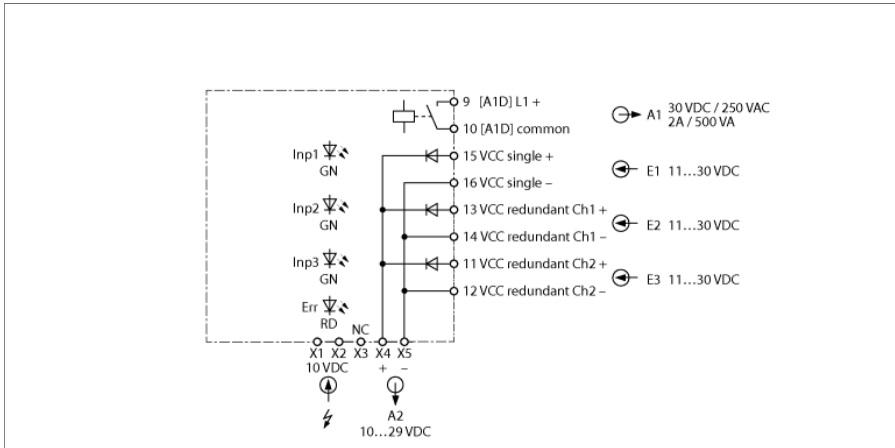 9 [A1D] L1 +
10 [A1D] common
A1 30 VDC / 250 VAC
2A / 500 VA
Inp1
GN
15 VCC single +
E1 11...30 VDC
16 VCC single –
Inp2
GN
13 VCC redundant Ch1 +
E2 11...30 VDC
14 VCC redundant Ch1 –
Inp3
GN
11 VCC redundant Ch2 +
E3 11...30 VDC
12 VCC redundant Ch2 –
Err
RD
NC
X1 X2 X3 X4 X5
10 VDC + –
A2
10...29 VDC